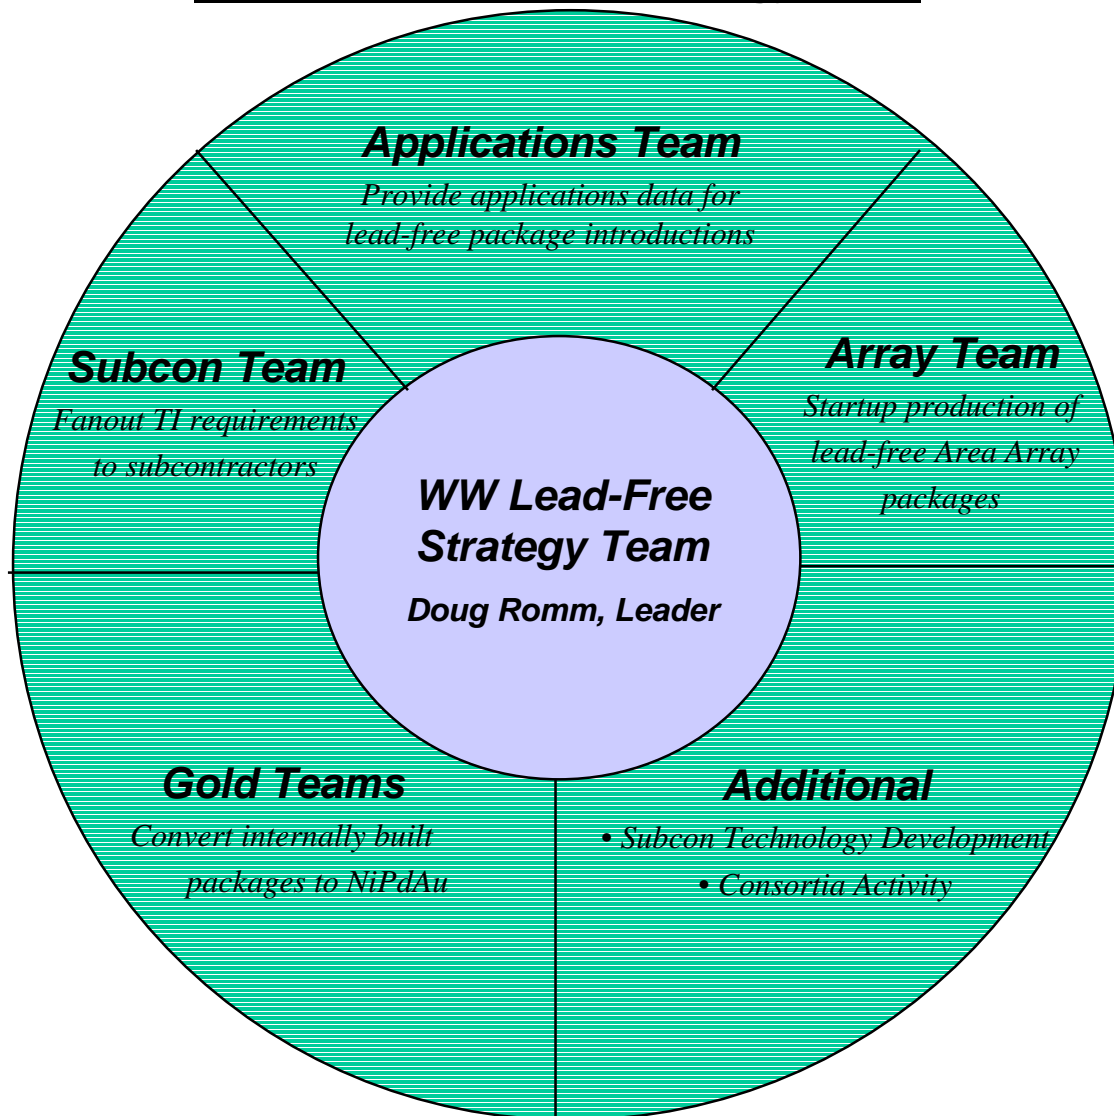 Applications Team
Provide applications data for
lead-free package introductions
Subcon Team
Fanout TI requirements
to subcontractors
Array Team
Startup production of
lead-free Area Array
packages
WW Lead-Free
Strategy Team
Doug Romm, Leader
Gold Teams
Convert internally built
packages to NiPdAu
Additional
• Subcon Technology Development
• Consortia Activity